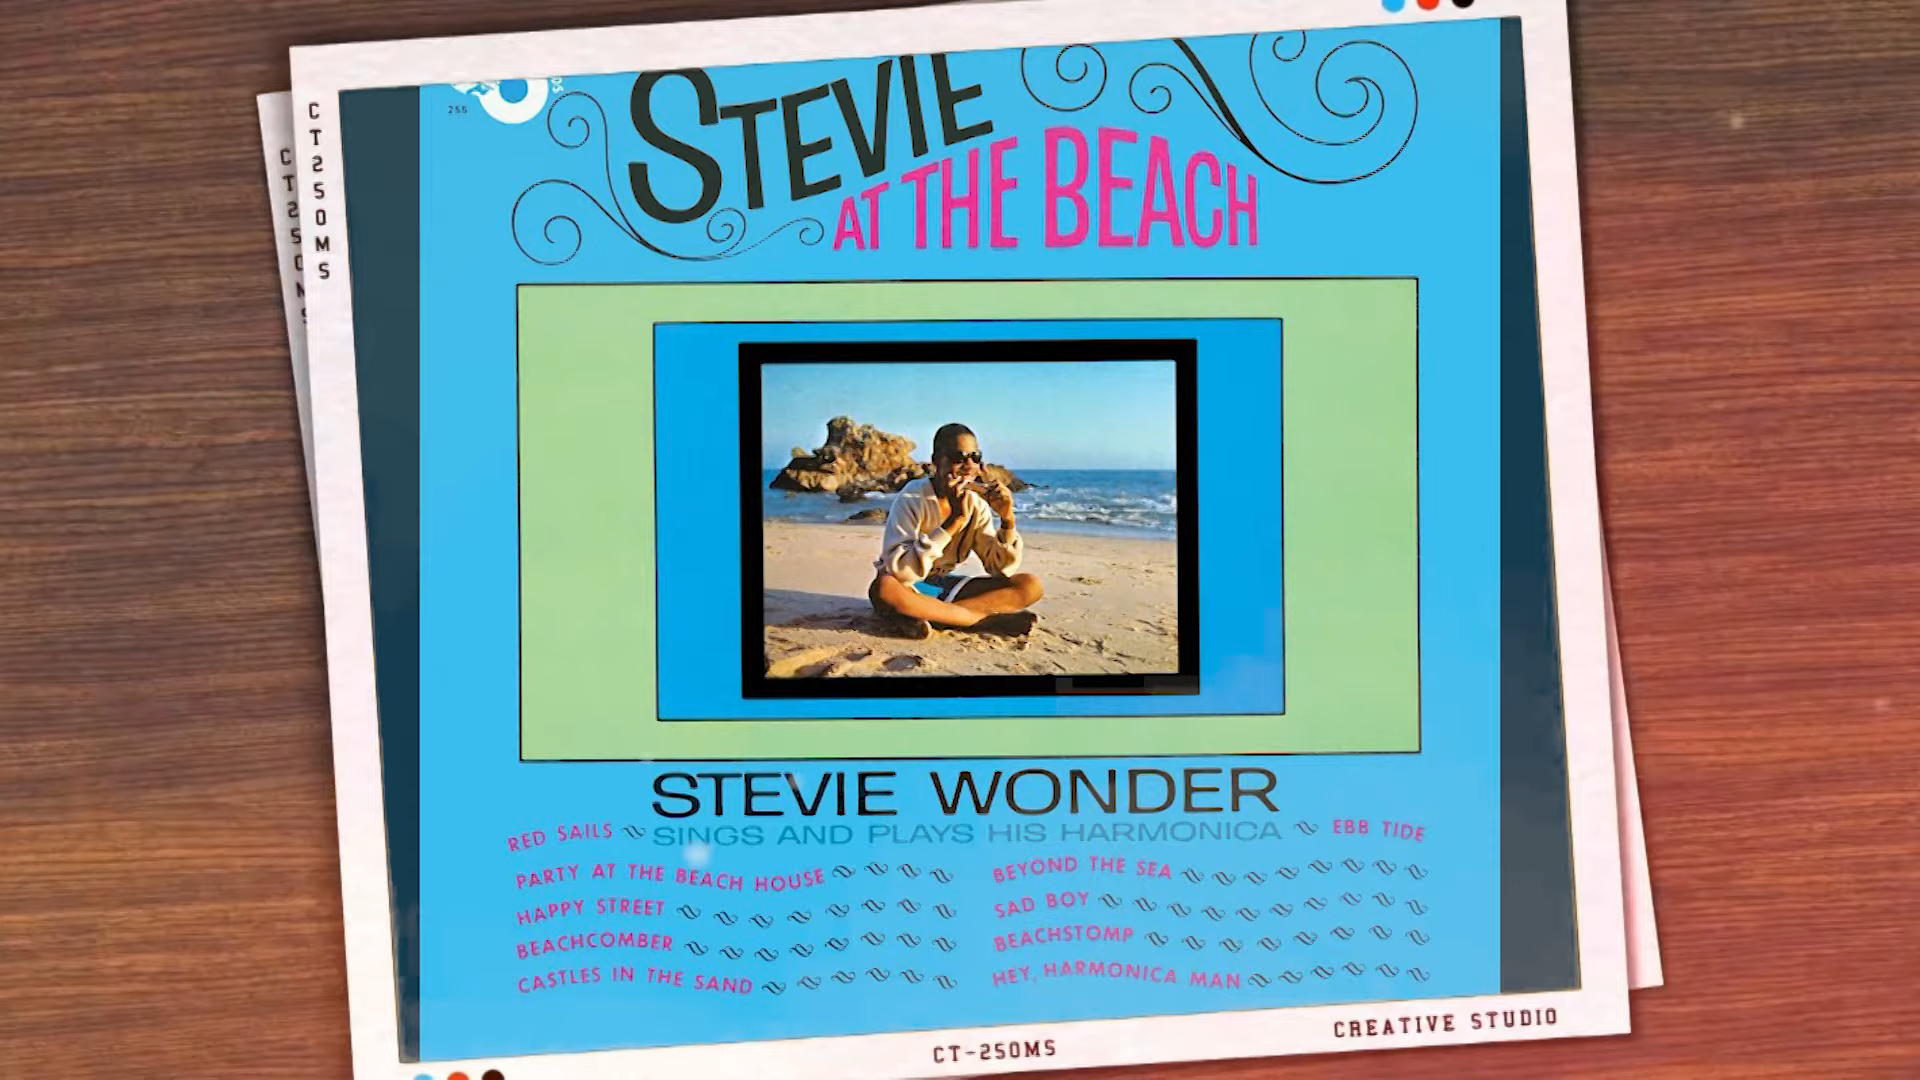 255
STEVIE
AT THE BEACH
CT250MS
STEVIE WONDER
SINGS AND PLAYS HIS HARMONICA
RED SAILS
EBB TIDE
PARTY AT THE BEACH HOUSE
BEYOND THE SEA
HAPPY STREET
SAD BOY
BEACHCOMBER
BEACHSTOMP
CASTLES IN THE SAND
HEY, HARMONICA MAN
CT-250MS
CREATIVE STUDIO